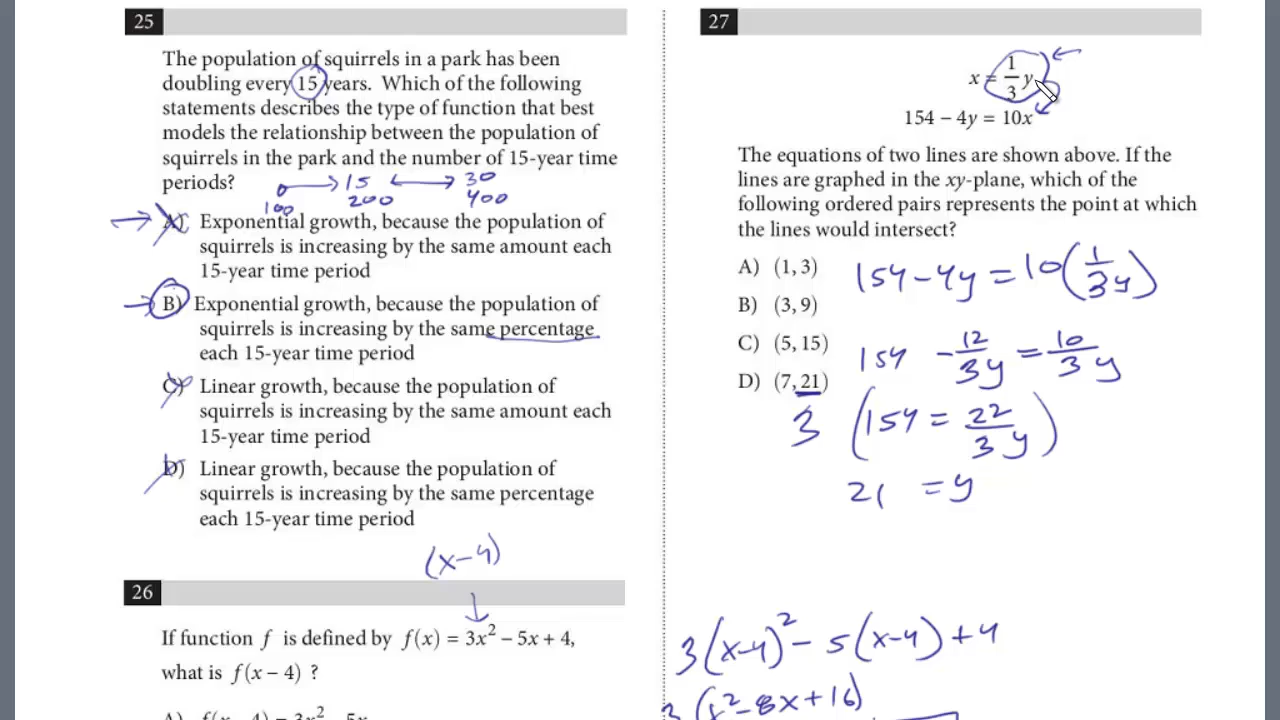 25
The population of squirrels in a park has been
doubling every 15 years. Which of the following
statements describes the type of function that best
models the relationship between the population of
squirrels in the park and the number of 15-year time
periods?
15 30
100 200 400
A) Exponential growth, because the population of
squirrels is increasing by the same amount each
15-year time period
B) Exponential growth, because the population of
squirrels is increasing by the same percentage
each 15-year time period
C) Linear growth, because the population of
squirrels is increasing by the same amount each
15-year time period
D) Linear growth, because the population of
squirrels is increasing by the same percentage
each 15-year time period
(x-4)
26
If function f is defined by f(x) = 3x² – 5x + 4,
what is f(x – 4) ?
27
x = 1/3 y
154 – 4y = 10x
The equations of two lines are shown above. If the
lines are graphed in the xy-plane, which of the
following ordered pairs represents the point at which
the lines would intersect?
A) (1, 3)
B) (3, 9)
C) (5, 15)
D) (7, 21)
154 - 4y = 10(1/3 y)
154 - 12/3 y = 10/3 y
3 (154 = 22/3 y)
21 = y
3(x-4)² - 5(x-4) + 4
3(x² - 8x + 16)